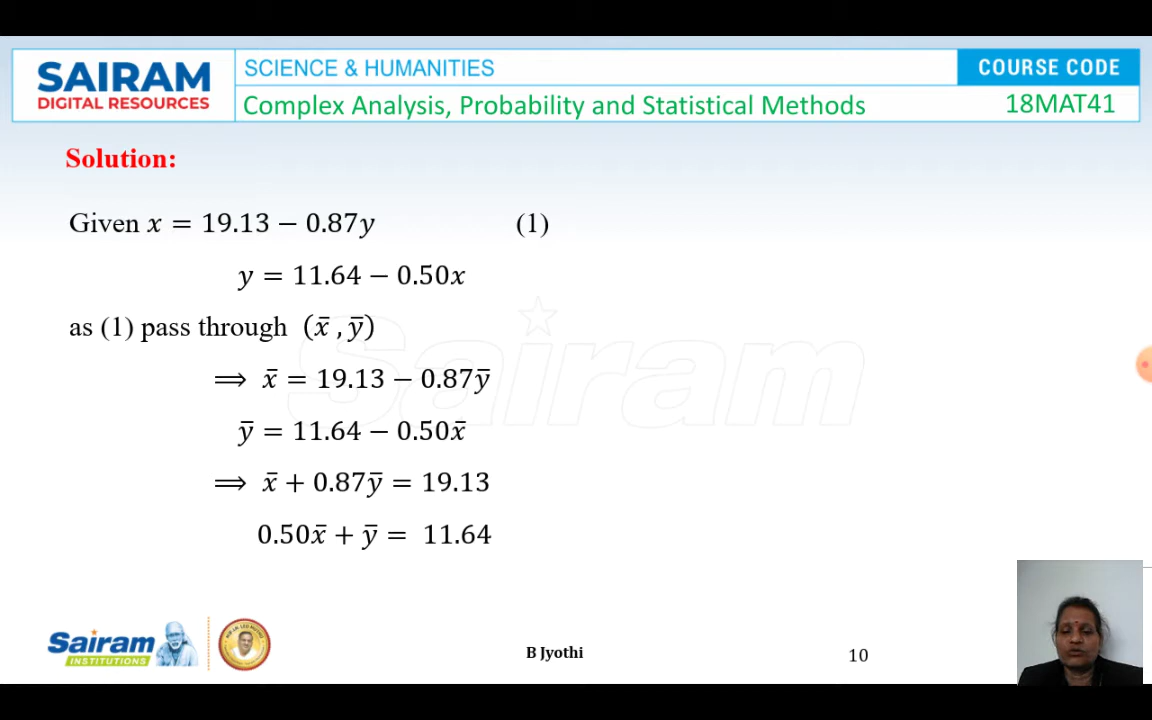 SAIRAM
DIGITAL RESOURCES
SCIENCE & HUMANITIES
COURSE CODE
Complex Analysis, Probability and Statistical Methods
18MAT41
Solution:
Given x = 19.13 − 0.87y (1)
y = 11.64 − 0.50x
as (1) pass through (x̄ , ȳ)
⟹ x̄ = 19.13 − 0.87ȳ
ȳ = 11.64 − 0.50x̄
⟹ x̄ + 0.87ȳ = 19.13
0.50x̄ + ȳ = 11.64
Sairam
Sairam
INSTITUTIONS
B Jyothi
10